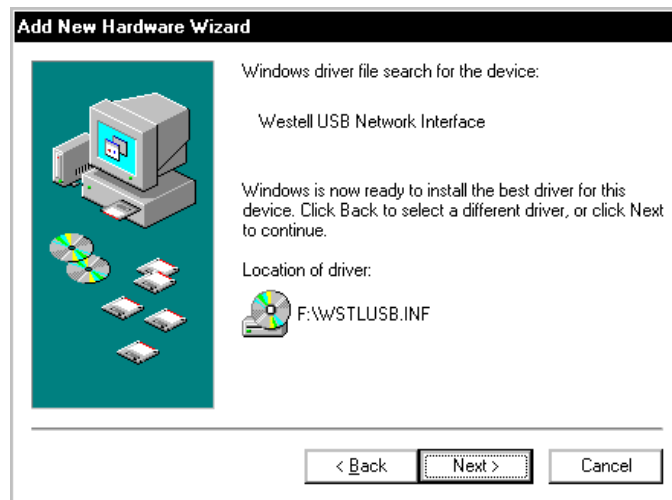 Add New Hardware Wizard
Windows driver file search for the device:
Westell USB Network Interface
Windows is now ready to install the best driver for this
device. Click Back to select a different driver, or click Next
to continue.
Location of driver:
F:\WSTLUSB.INF
< Back
Next >
Cancel